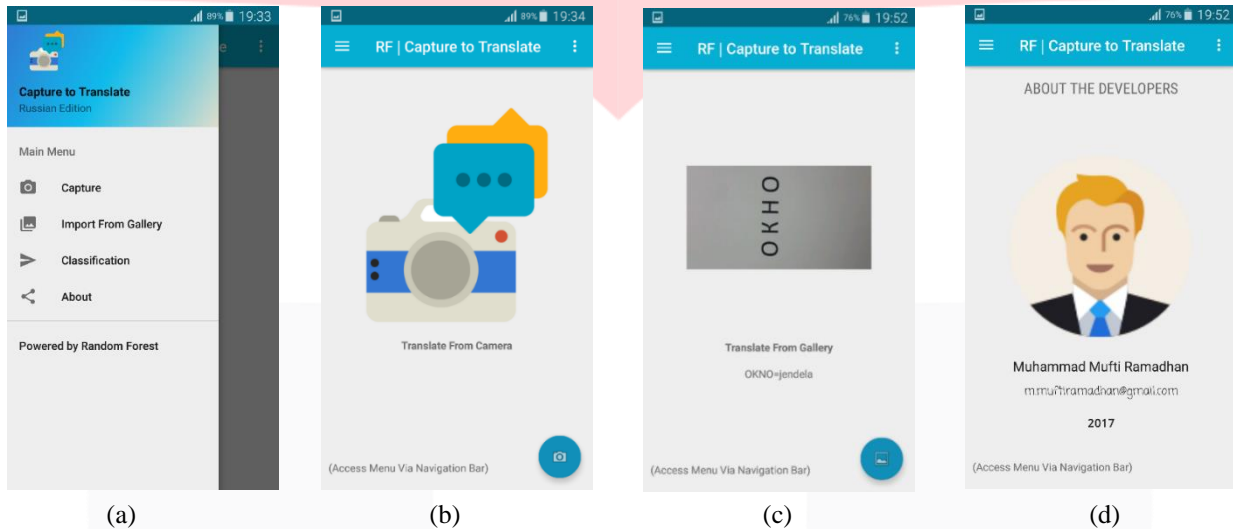 89% 19:33
Capture to Translate
Russian Edition
Main Menu
Capture
Import From Gallery
Classification
About
Powered by Random Forest
(a)
89% 19:34
RF | Capture to Translate
Translate From Camera
(Access Menu Via Navigation Bar)
(b)
76% 19:52
RF | Capture to Translate
ОКНО
Translate From Gallery
OKNO=jendela
(Access Menu Via Navigation Bar)
(c)
76% 19:52
RF | Capture to Translate
ABOUT THE DEVELOPERS
Muhammad Mufti Ramadhan
m.muftiramadhan@gmail.com
2017
(Access Menu Via Navigation Bar)
(d)